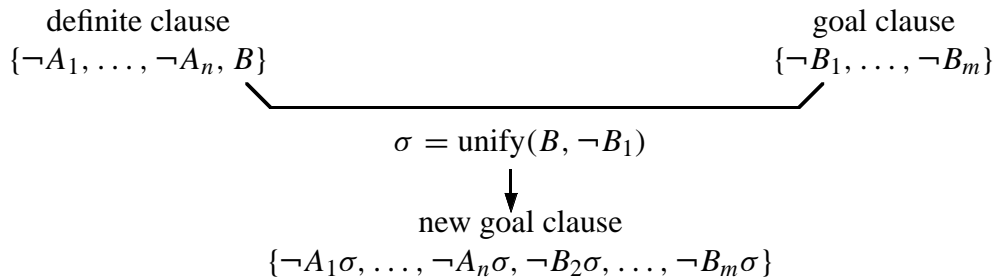 definite clause
goal clause
{¬A₁, . . . , ¬Aₙ, B}
{¬B₁, . . . , ¬Bₘ}
σ = unify(B, ¬B₁)
new goal clause
{¬A₁σ, . . . , ¬Aₙσ, ¬B₂σ, . . . , ¬Bₘσ}